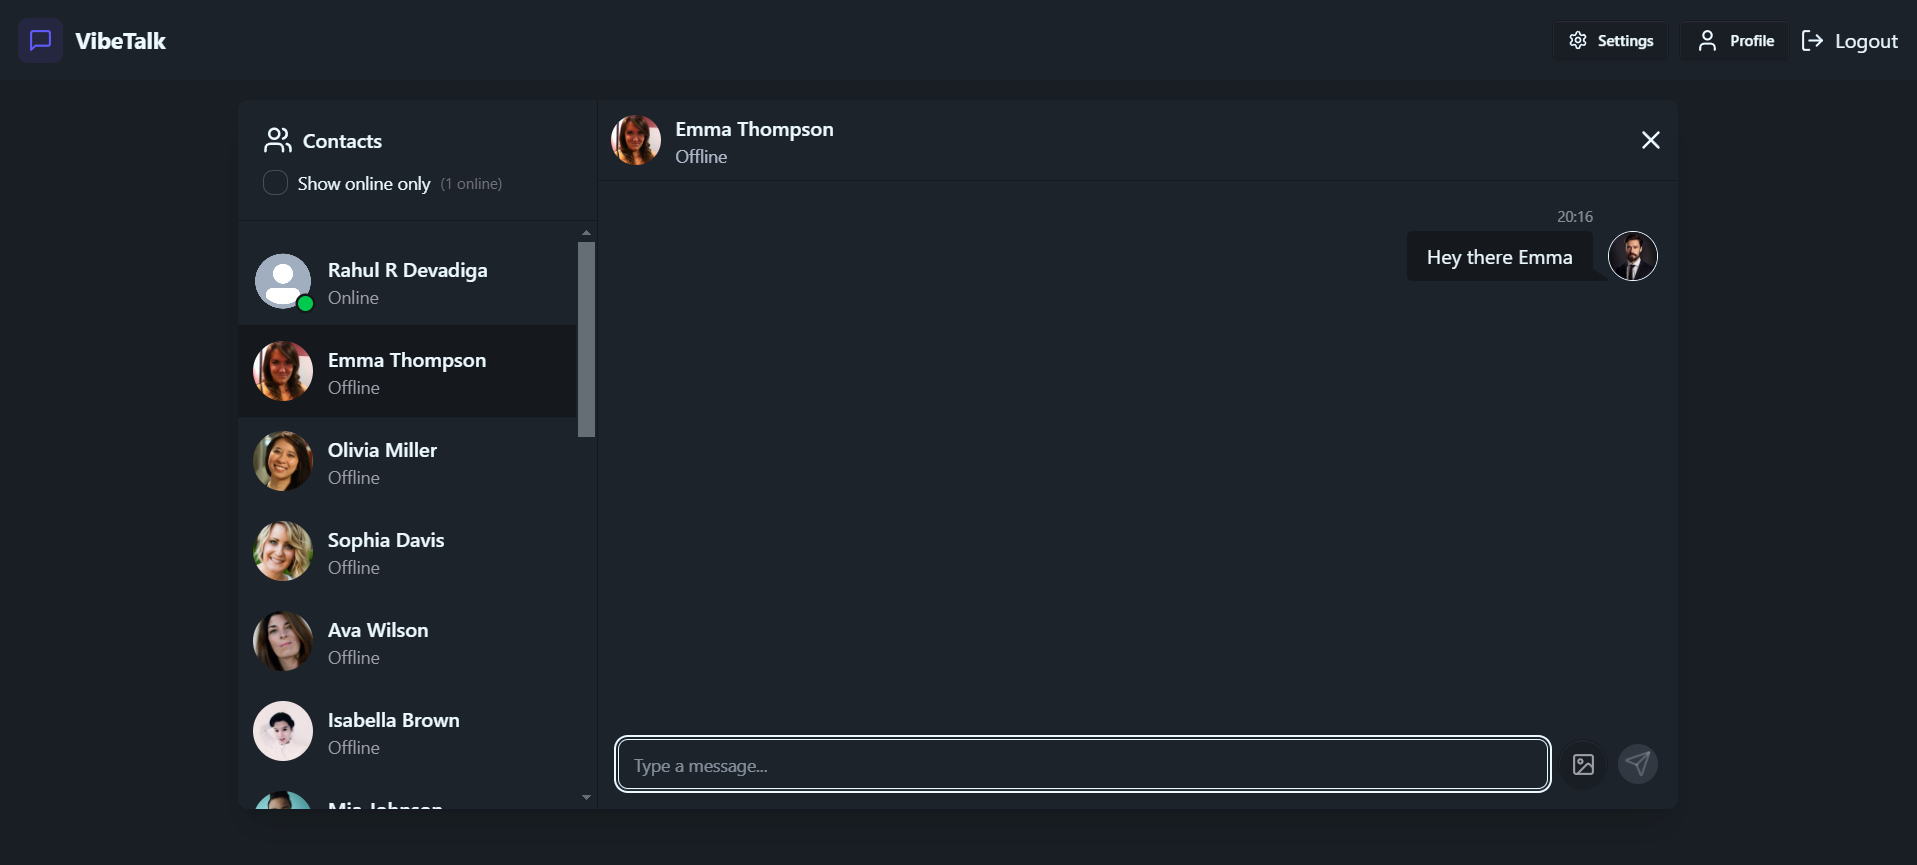 VibeTalk
Settings
Profile
Logout
Contacts
Show online only (1 online)
Rahul R Devadiga
Online
Emma Thompson
Offline
Olivia Miller
Offline
Sophia Davis
Offline
Ava Wilson
Offline
Isabella Brown
Offline
Mia Johnson
Emma Thompson
Offline
20:16
Hey there Emma
Type a message...